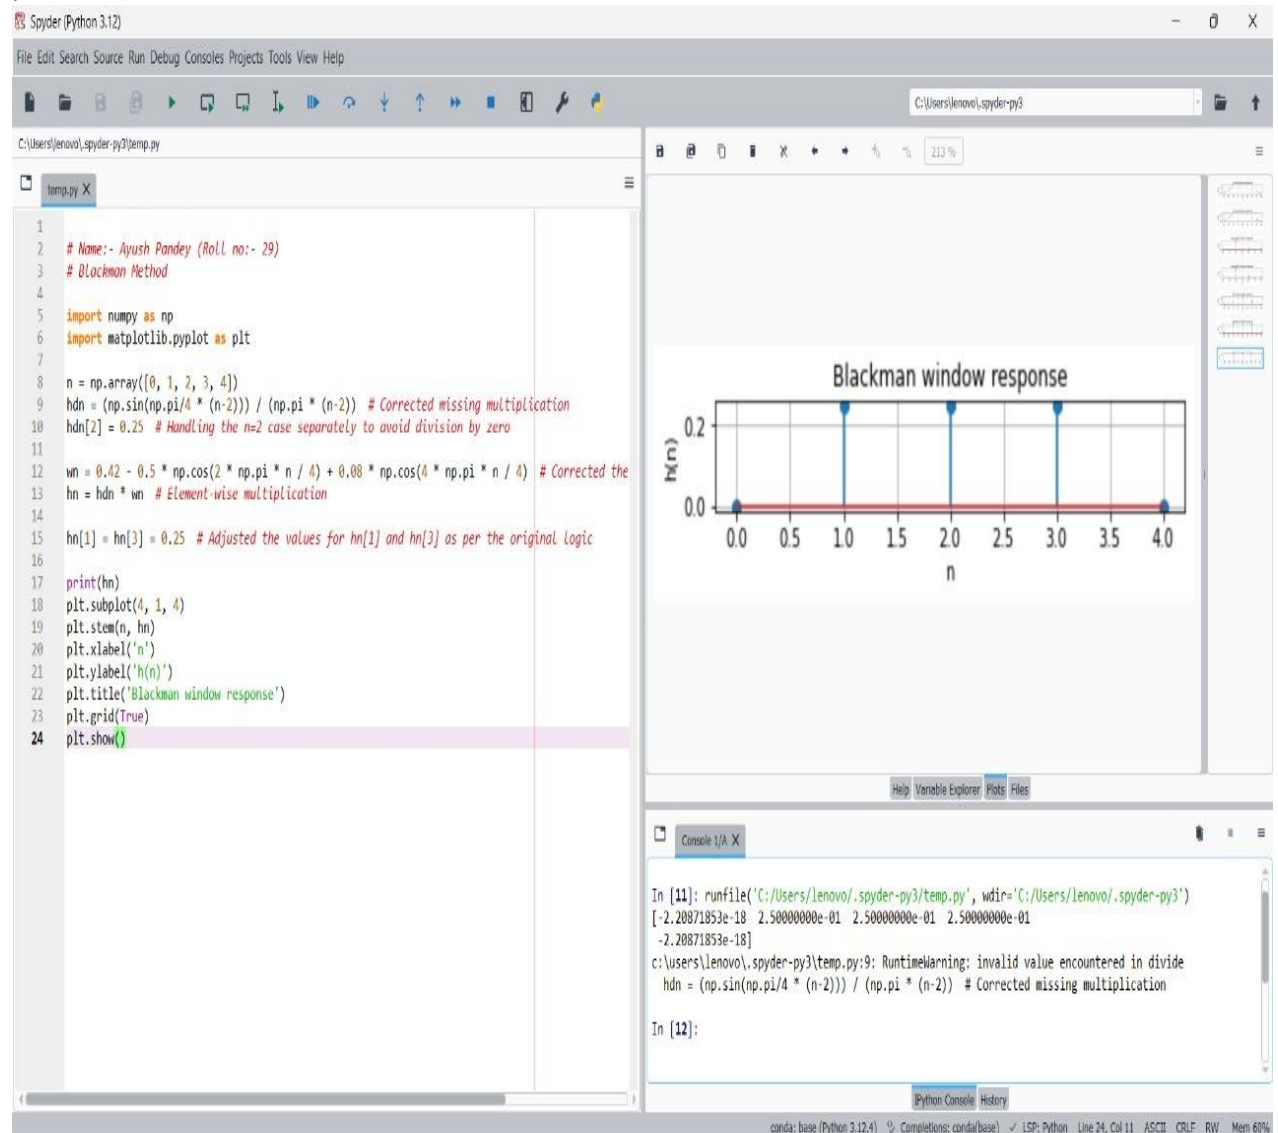 Spyder (Python 3.12)
File Edit Search Source Run Debug Consoles Projects Tools View Help
C:\Users\lenovo\.spyder-py3
C:\Users\lenovo\.spyder-py3\temp.py
temp.py X
1
2 # Name:- Ayush Pandey (Roll no:- 29)
3 # Blackman Method
4
5 import numpy as np
6 import matplotlib.pyplot as plt
7
8 n = np.array([0, 1, 2, 3, 4])
9 hdn = (np.sin(np.pi/4 * (n-2))) / (np.pi * (n-2)) # Corrected missing multiplication
10 hdn[2] = 0.25 # Handling the n=2 case separately to avoid division by zero
11
12 wn = 0.42 - 0.5 * np.cos(2 * np.pi * n / 4) + 0.08 * np.cos(4 * np.pi * n / 4) # Corrected the
13 hn = hdn * wn # Element-wise multiplication
14
15 hn[1] = hn[3] = 0.25 # Adjusted the values for hn[1] and hn[3] as per the original logic
16
17 print(hn)
18 plt.subplot(4, 1, 4)
19 plt.stem(n, hn)
20 plt.xlabel('n')
21 plt.ylabel('h(n)')
22 plt.title('Blackman window response')
23 plt.grid(True)
24 plt.show()
213 %
Blackman window response
h(n)
0.2
0.0
0.0 0.5 1.0 1.5 2.0 2.5 3.0 3.5 4.0
n
Help Variable Explorer Plots Files
Console 1/A X
In [11]: runfile('C:/Users/lenovo/.spyder-py3/temp.py', wdir='C:/Users/lenovo/.spyder-py3')
[-2.20871853e-18 2.50000000e-01 2.50000000e-01 2.50000000e-01
-2.20871853e-18]
c:\users\lenovo\.spyder-py3\temp.py:9: RuntimeWarning: invalid value encountered in divide
hdn = (np.sin(np.pi/4 * (n-2))) / (np.pi * (n-2)) # Corrected missing multiplication
In [12]:
IPython Console History
conda: base (Python 3.12.4) Completions: conda(base) ✓ LSP: Python Line 24, Col 11 ASCII CRLF RW Mem 60%